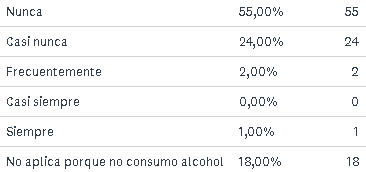 Nunca 55,00% 55
Casi nunca 24,00% 24
Frecuentemente 2,00% 2
Casi siempre 0,00% 0
Siempre 1,00% 1
No aplica porque no consumo alcohol 18,00% 18